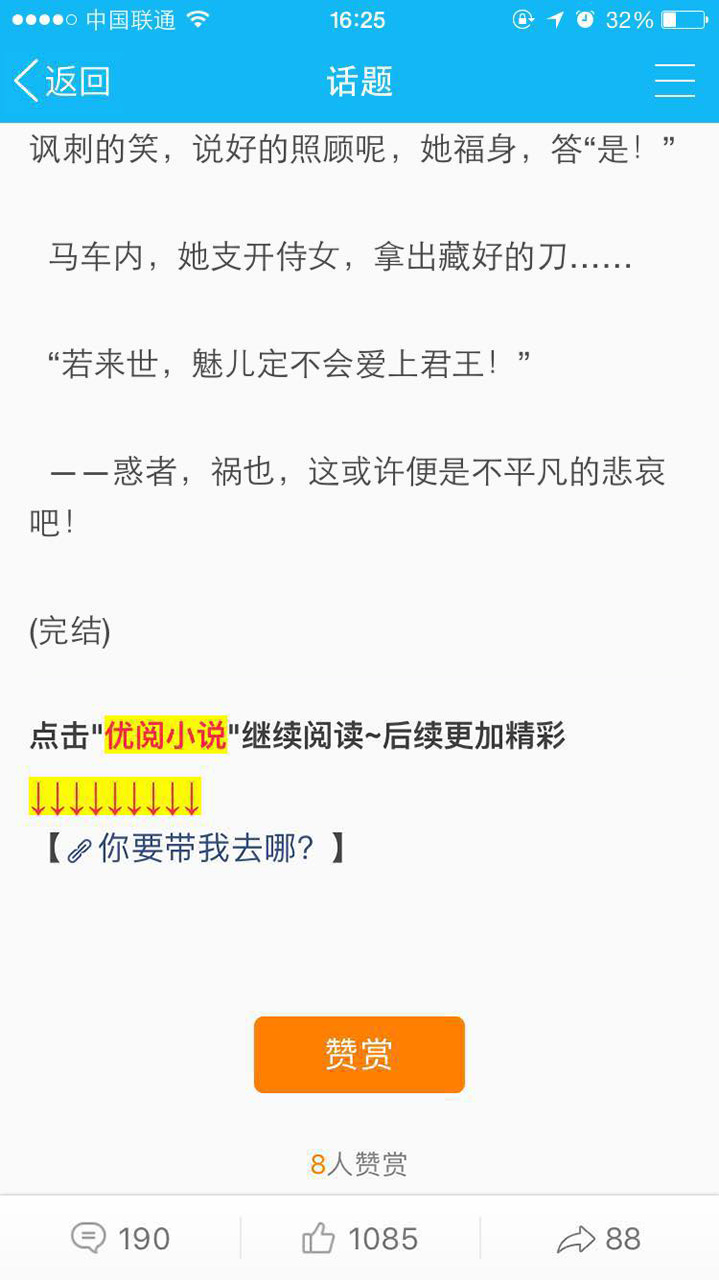 中国联通 16:25 32%
返回 话题
讽刺的笑，说好的照顾呢，她福身，答“是！”
马车内，她支开侍女，拿出藏好的刀……
“若来世，魅儿定不会爱上君王！”
——惑者，祸也，这或许便是不平凡的悲哀
吧！
(完结)
点击"优阅小说"继续阅读~后续更加精彩
↓↓↓↓↓↓↓↓↓
【你要带我去哪？】
赞赏
8人赞赏
190 1085 88